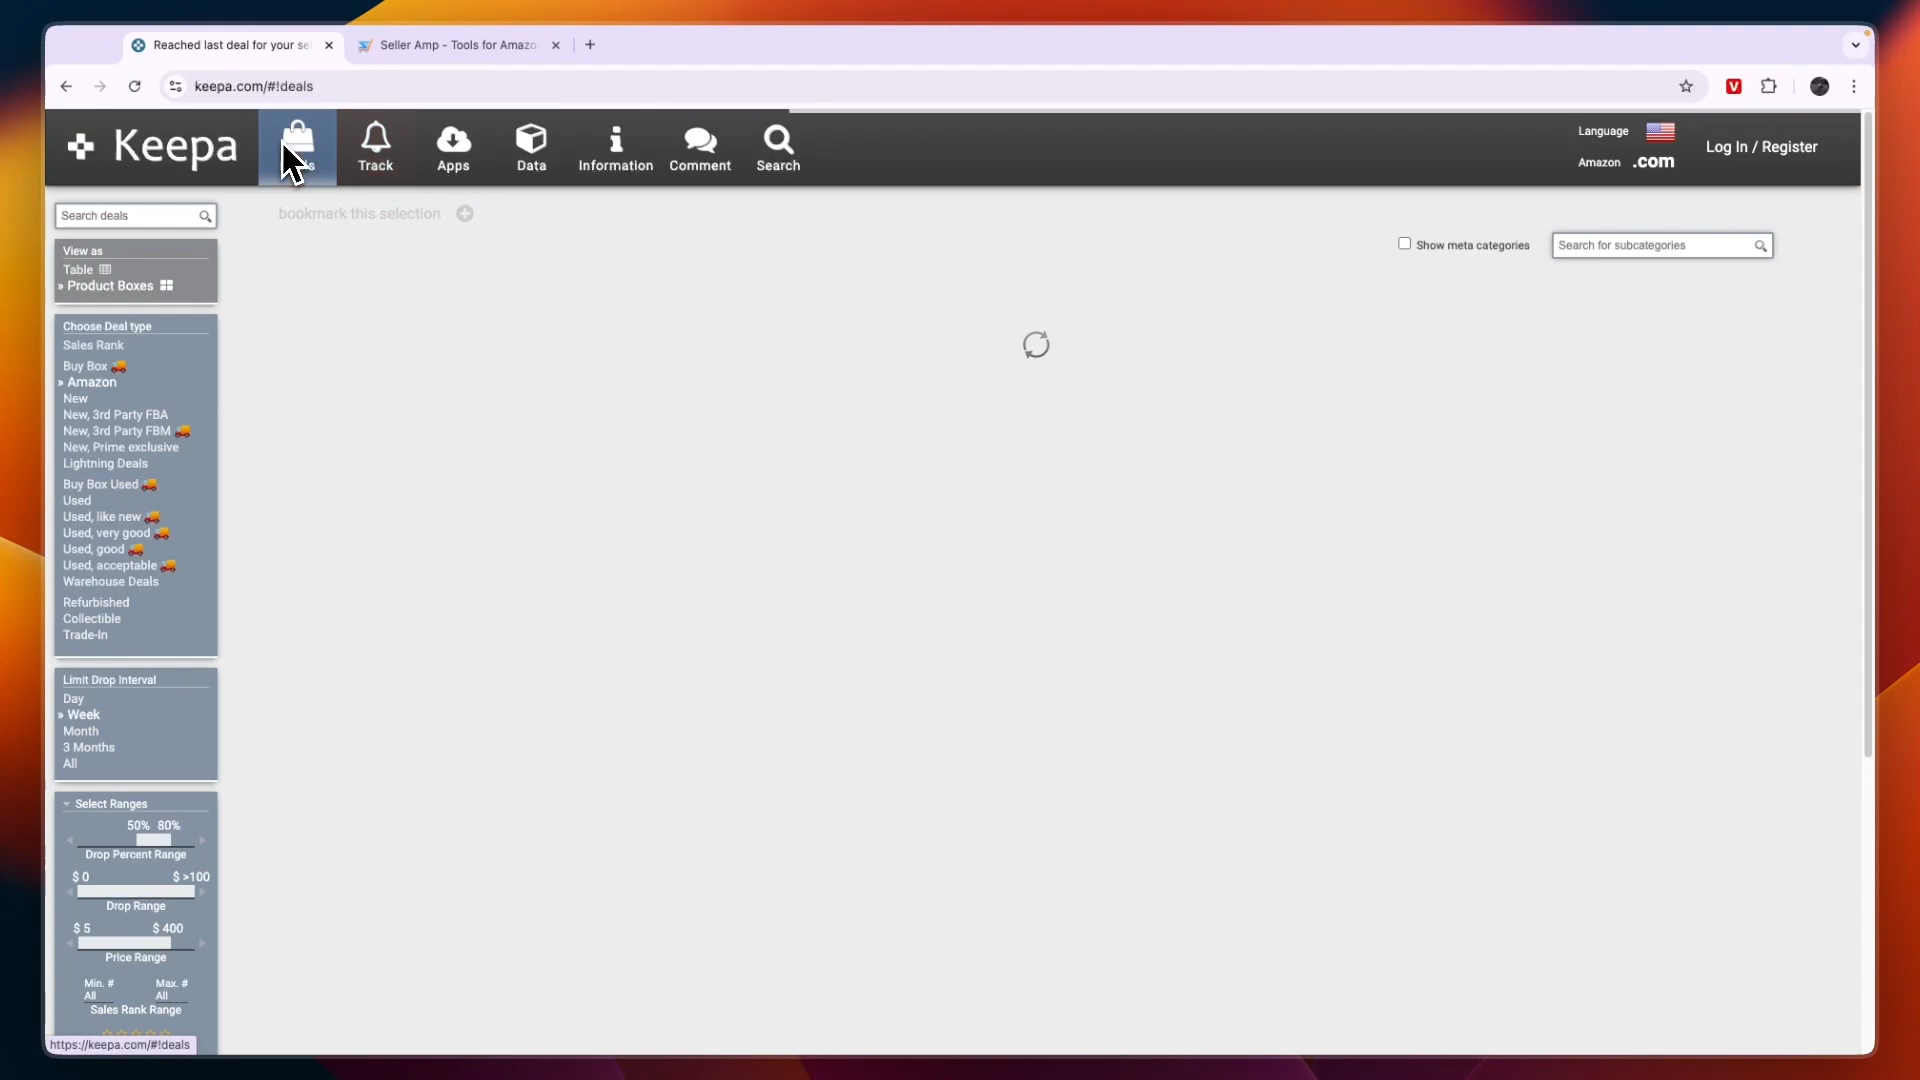 Reached last deal for your se
Seller Amp - Tools for Amazo
keepa.com/#!deals
V
Keepa
Track
Apps
Data
Information
Comment
Search
Language
Amazon .com
Log In / Register
Search deals
bookmark this selection
Show meta categories
Search for subcategories
View as
Table
» Product Boxes
Choose Deal type
Sales Rank
Buy Box
» Amazon
New
New, 3rd Party FBA
New, 3rd Party FBM
New, Prime exclusive
Lightning Deals
Buy Box Used
Used
Used, like new
Used, very good
Used, good
Used, acceptable
Warehouse Deals
Refurbished
Collectible
Trade-In
Limit Drop Interval
Day
» Week
Month
3 Months
All
Select Ranges
50% 80%
Drop Percent Range
$ 0 $ >100
Drop Range
$ 5 $ 400
Price Range
Min. # Max. #
All All
Sales Rank Range
https://keepa.com/#!deals